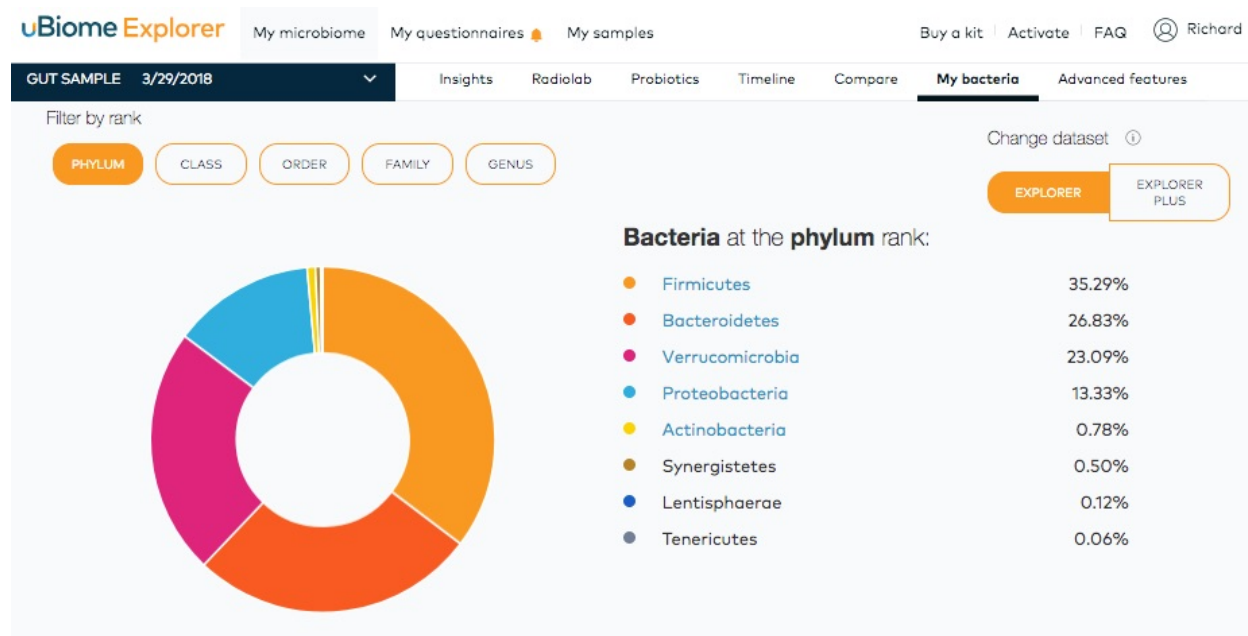 uBiome Explorer My microbiome My questionnaires My samples Buy a kit Activate FAQ Richard
GUT SAMPLE 3/29/2018 Insights Radiolab Probiotics Timeline Compare My bacteria Advanced features
Filter by rank
PHYLUM CLASS ORDER FAMILY GENUS
Change dataset
EXPLORER EXPLORER PLUS
Bacteria at the phylum rank:
Firmicutes 35.29%
Bacteroidetes 26.83%
Verrucomicrobia 23.09%
Proteobacteria 13.33%
Actinobacteria 0.78%
Synergistetes 0.50%
Lentisphaerae 0.12%
Tenericutes 0.06%